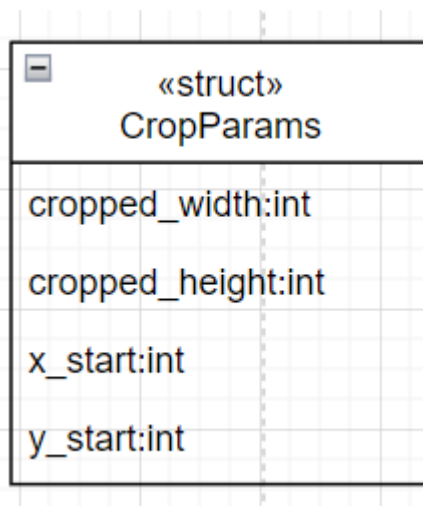 «struct»
CropParams
cropped_width:int
cropped_height:int
x_start:int
y_start:int